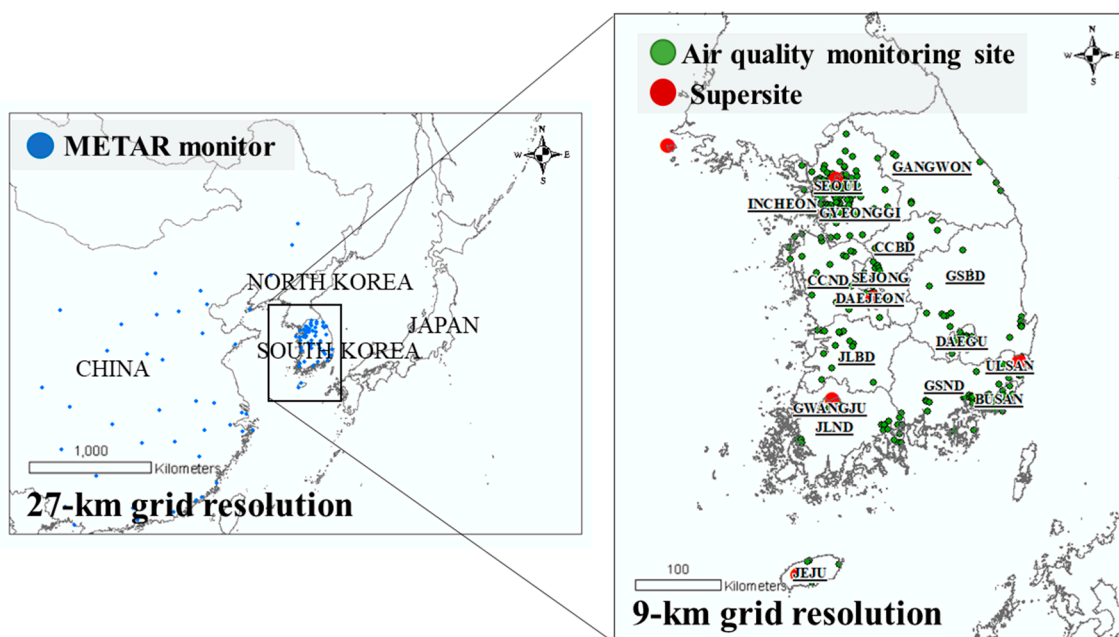 METAR monitor
N
W
E
S
NORTH KOREA
JAPAN
SOUTH KOREA
CHINA
1,000
Kilometers
27-km grid resolution
Air quality monitoring site
Supersite
N
W
E
S
GANGWON
SEOUL
INCHEON
GYEONGGI
CCBD
CCND
SEJONG
GSBD
DAEJEON
DAEGU
JLBD
ULSAN
GSND
BUSAN
GWANGJU
JLND
JEJU
100
Kilometers
9-km grid resolution